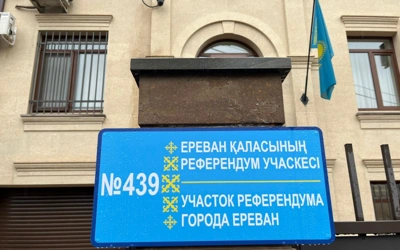 №439
ЕРЕВАН ҚАЛАСЫНЫҢ
РЕФЕРЕНДУМ УЧАСКЕСІ
УЧАСТОК РЕФЕРЕНДУМА
ГОРОДА ЕРЕВАН